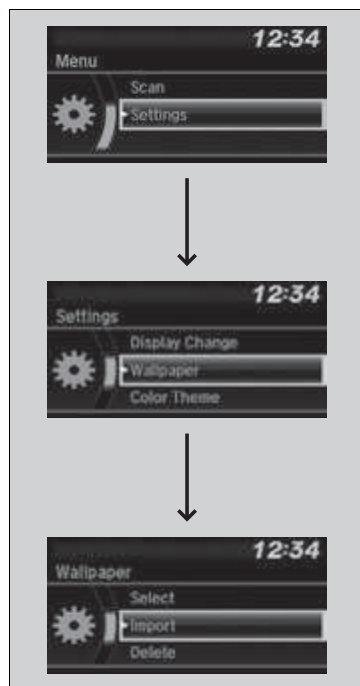 12:34
Menu
Scan
Settings
12:34
Settings
Display Change
Wallpaper
Color Theme
12:34
Wallpaper
Select
Import
Delete